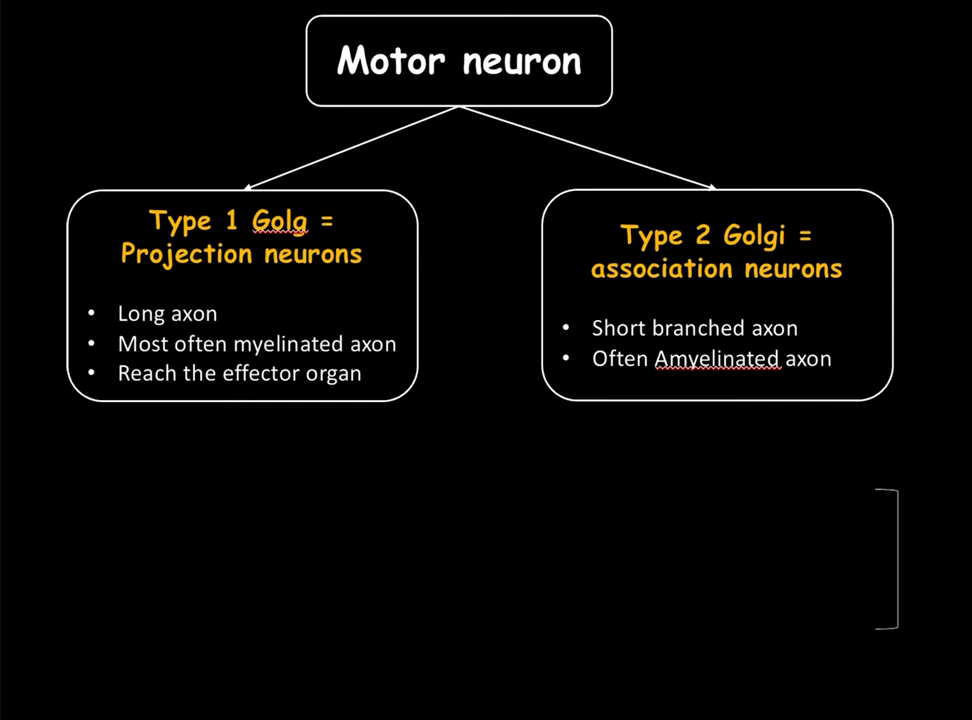 Motor neuron
Type 1 Golg =
Projection neurons
• Long axon
• Most often myelinated axon
• Reach the effector organ
Type 2 Golgi =
association neurons
• Short branched axon
• Often Amyelinated axon